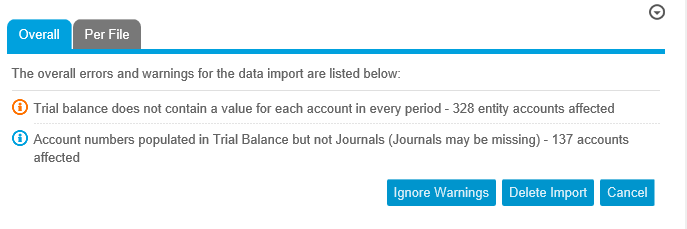 Overall
Per File
The overall errors and warnings for the data import are listed below:
Trial balance does not contain a value for each account in every period - 328 entity accounts affected
Account numbers populated in Trial Balance but not Journals (Journals may be missing) - 137 accounts
affected
Ignore Warnings
Delete Import
Cancel